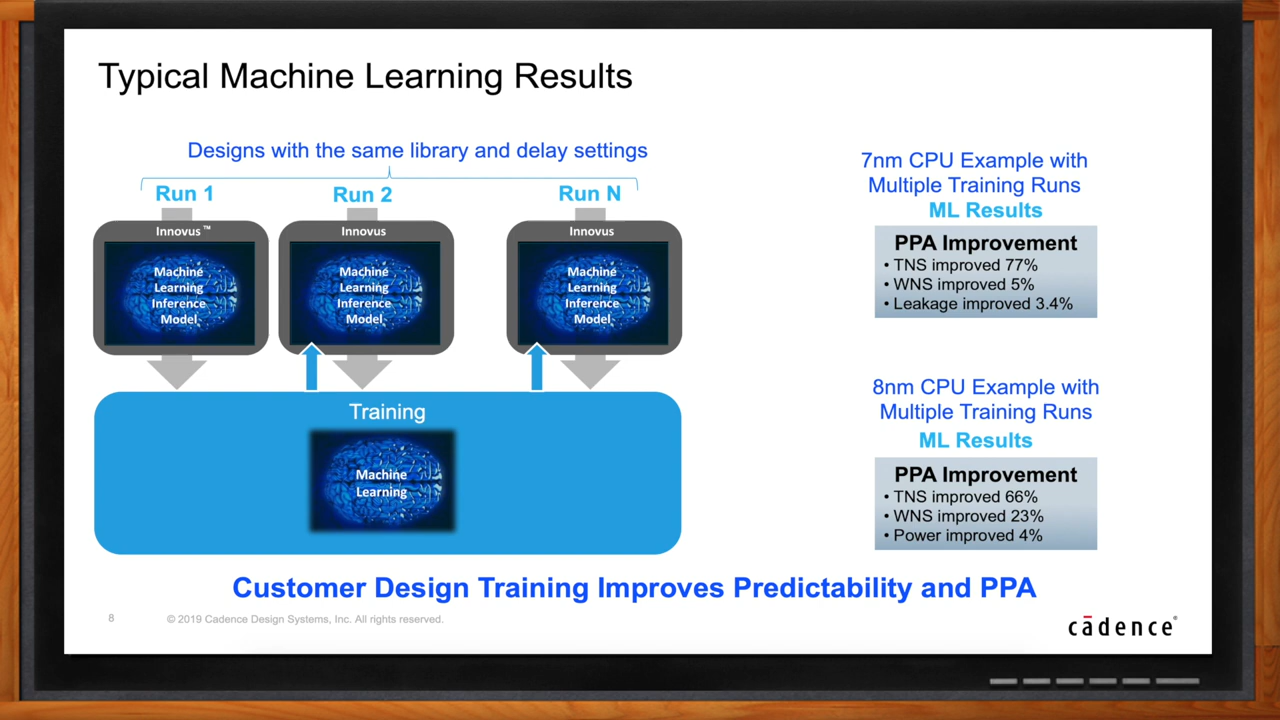 Typical Machine Learning Results
Designs with the same library and delay settings
Run 1
Run 2
Run N
Innovus™
Machine
Learning
Inference
Model
Innovus
Machine
Learning
Inference
Model
Innovus
Machine
Learning
Inference
Model
Training
Machine
Learning
7nm CPU Example with
Multiple Training Runs
ML Results
PPA Improvement
• TNS improved 77%
• WNS improved 5%
• Leakage improved 3.4%
8nm CPU Example with
Multiple Training Runs
ML Results
PPA Improvement
• TNS improved 66%
• WNS improved 23%
• Power improved 4%
Customer Design Training Improves Predictability and PPA
8
© 2019 Cadence Design Systems, Inc. All rights reserved.
cādence®